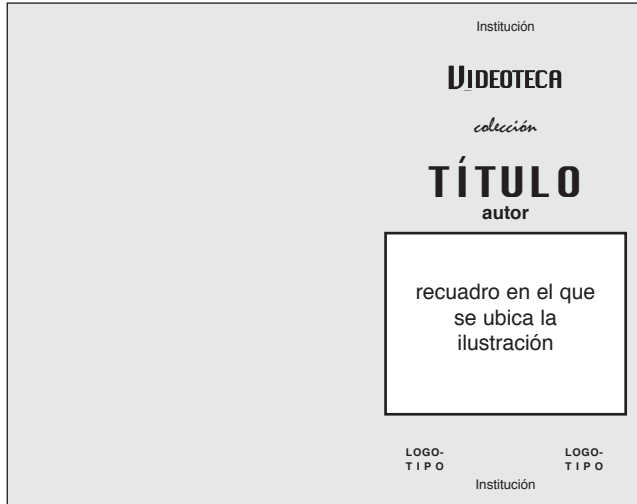 Institución
VIDEOTECA
colección
TÍTULO
autor
recuadro en el que
se ubica la
ilustración
LOGO- LOGO-
TIPO TIPO
Institución